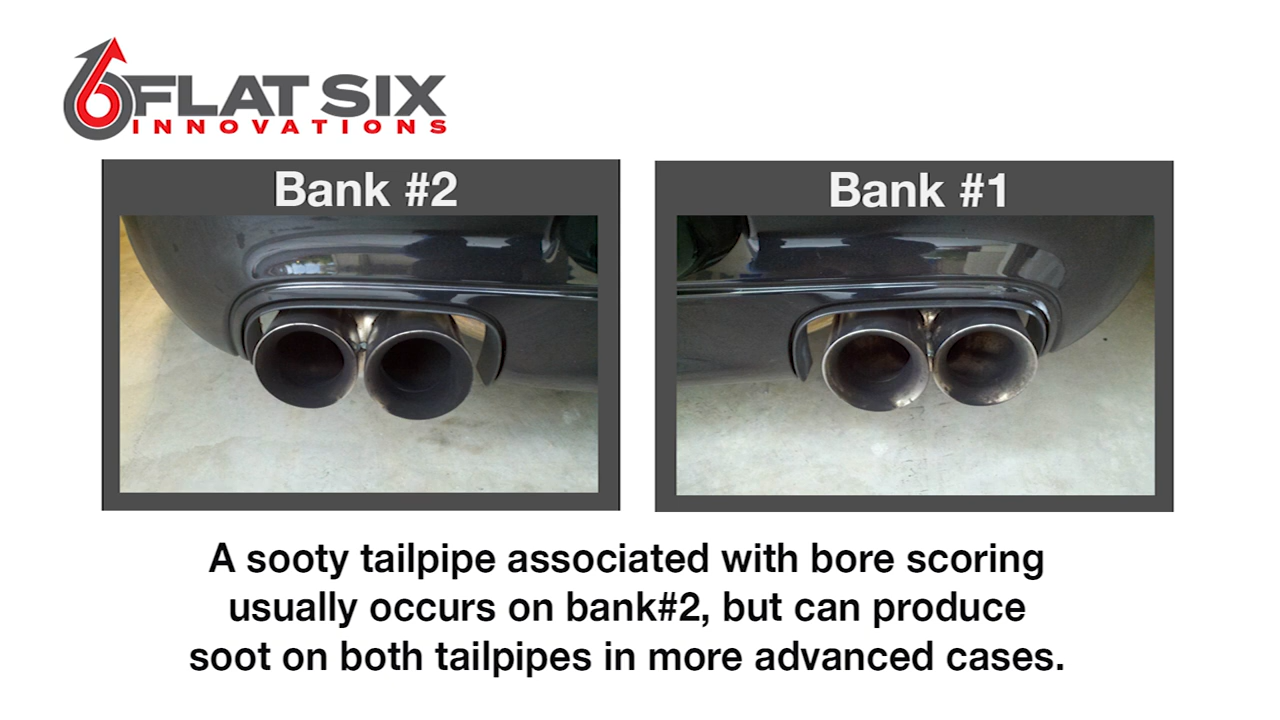 6 FLAT SIX
INNOVATIONS
Bank #2
Bank #1
A sooty tailpipe associated with bore scoring
usually occurs on bank#2, but can produce
soot on both tailpipes in more advanced cases.